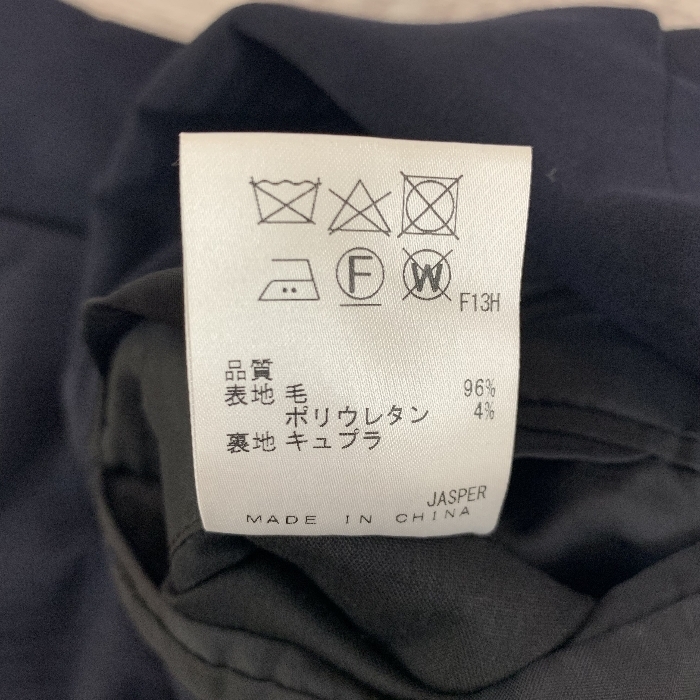 F W
F13H
品質
表地 毛 96%
ポリウレタン 4%
裏地 キュプラ
JASPER
MADE IN CHINA